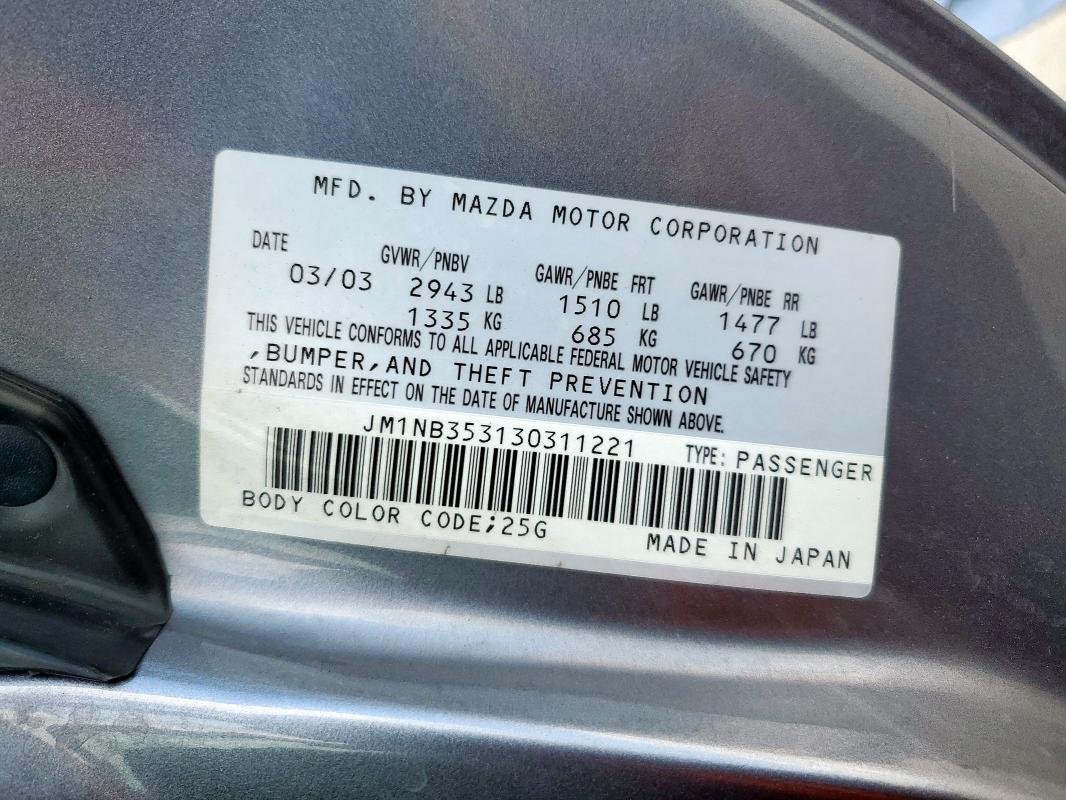 MFD. BY MAZDA MOTOR CORPORATION
DATE GVWR/PNBV GAWR/PNBE FRT GAWR/PNBE RR
03/03 2943 LB 1510 LB 1477 LB
1335 KG 685 KG 670 KG
THIS VEHICLE CONFORMS TO ALL APPLICABLE FEDERAL MOTOR VEHICLE SAFETY
,BUMPER,AND THEFT PREVENTION
STANDARDS IN EFFECT ON THE DATE OF MANUFACTURE SHOWN ABOVE.
JM1NB353130311221 TYPE: PASSENGER
BODY COLOR CODE;25G MADE IN JAPAN